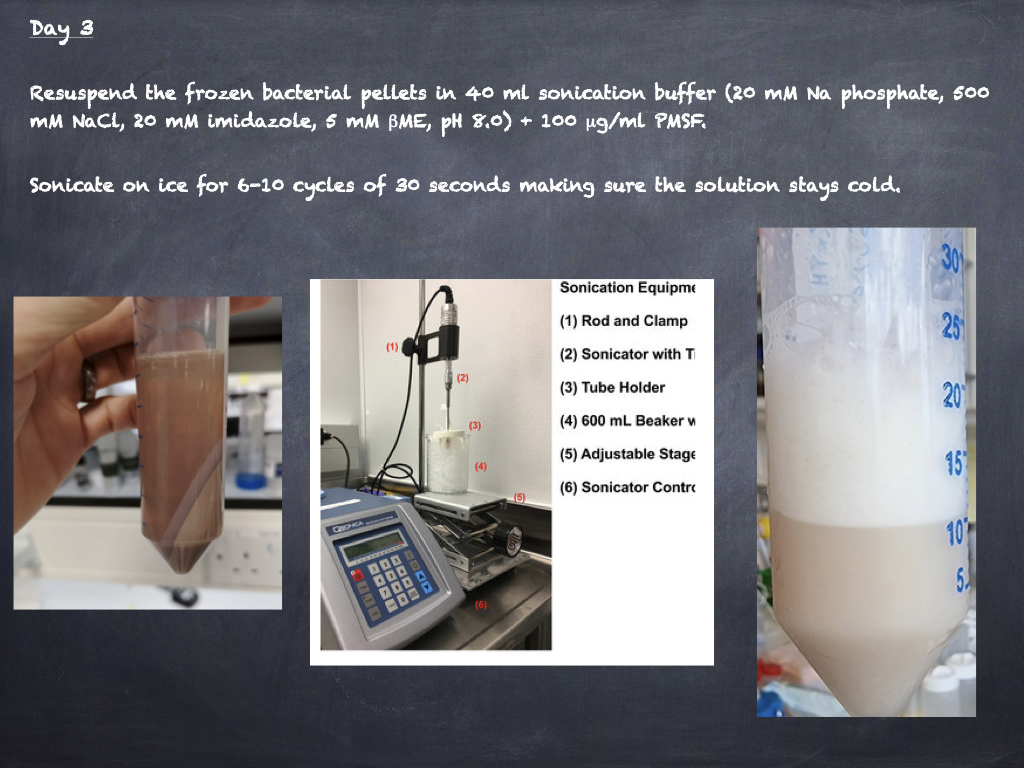 Day 3
Resuspend the frozen bacterial pellets in 40 ml sonication buffer (20 mM Na phosphate, 500
mM NaCl, 20 mM imidazole, 5 mM βME, pH 8.0) + 100 μg/ml PMSF.
Sonicate on ice for 6-10 cycles of 30 seconds making sure the solution stays cold.
Sonication Equipme
(1) Rod and Clamp
(2) Sonicator with T
(3) Tube Holder
(4) 600 mL Beaker w
(5) Adjustable Stage
(6) Sonicator Contro
(1)
(2)
(3)
(4)
(5)
(6)
QSONICA
30
25
20
15
10
5